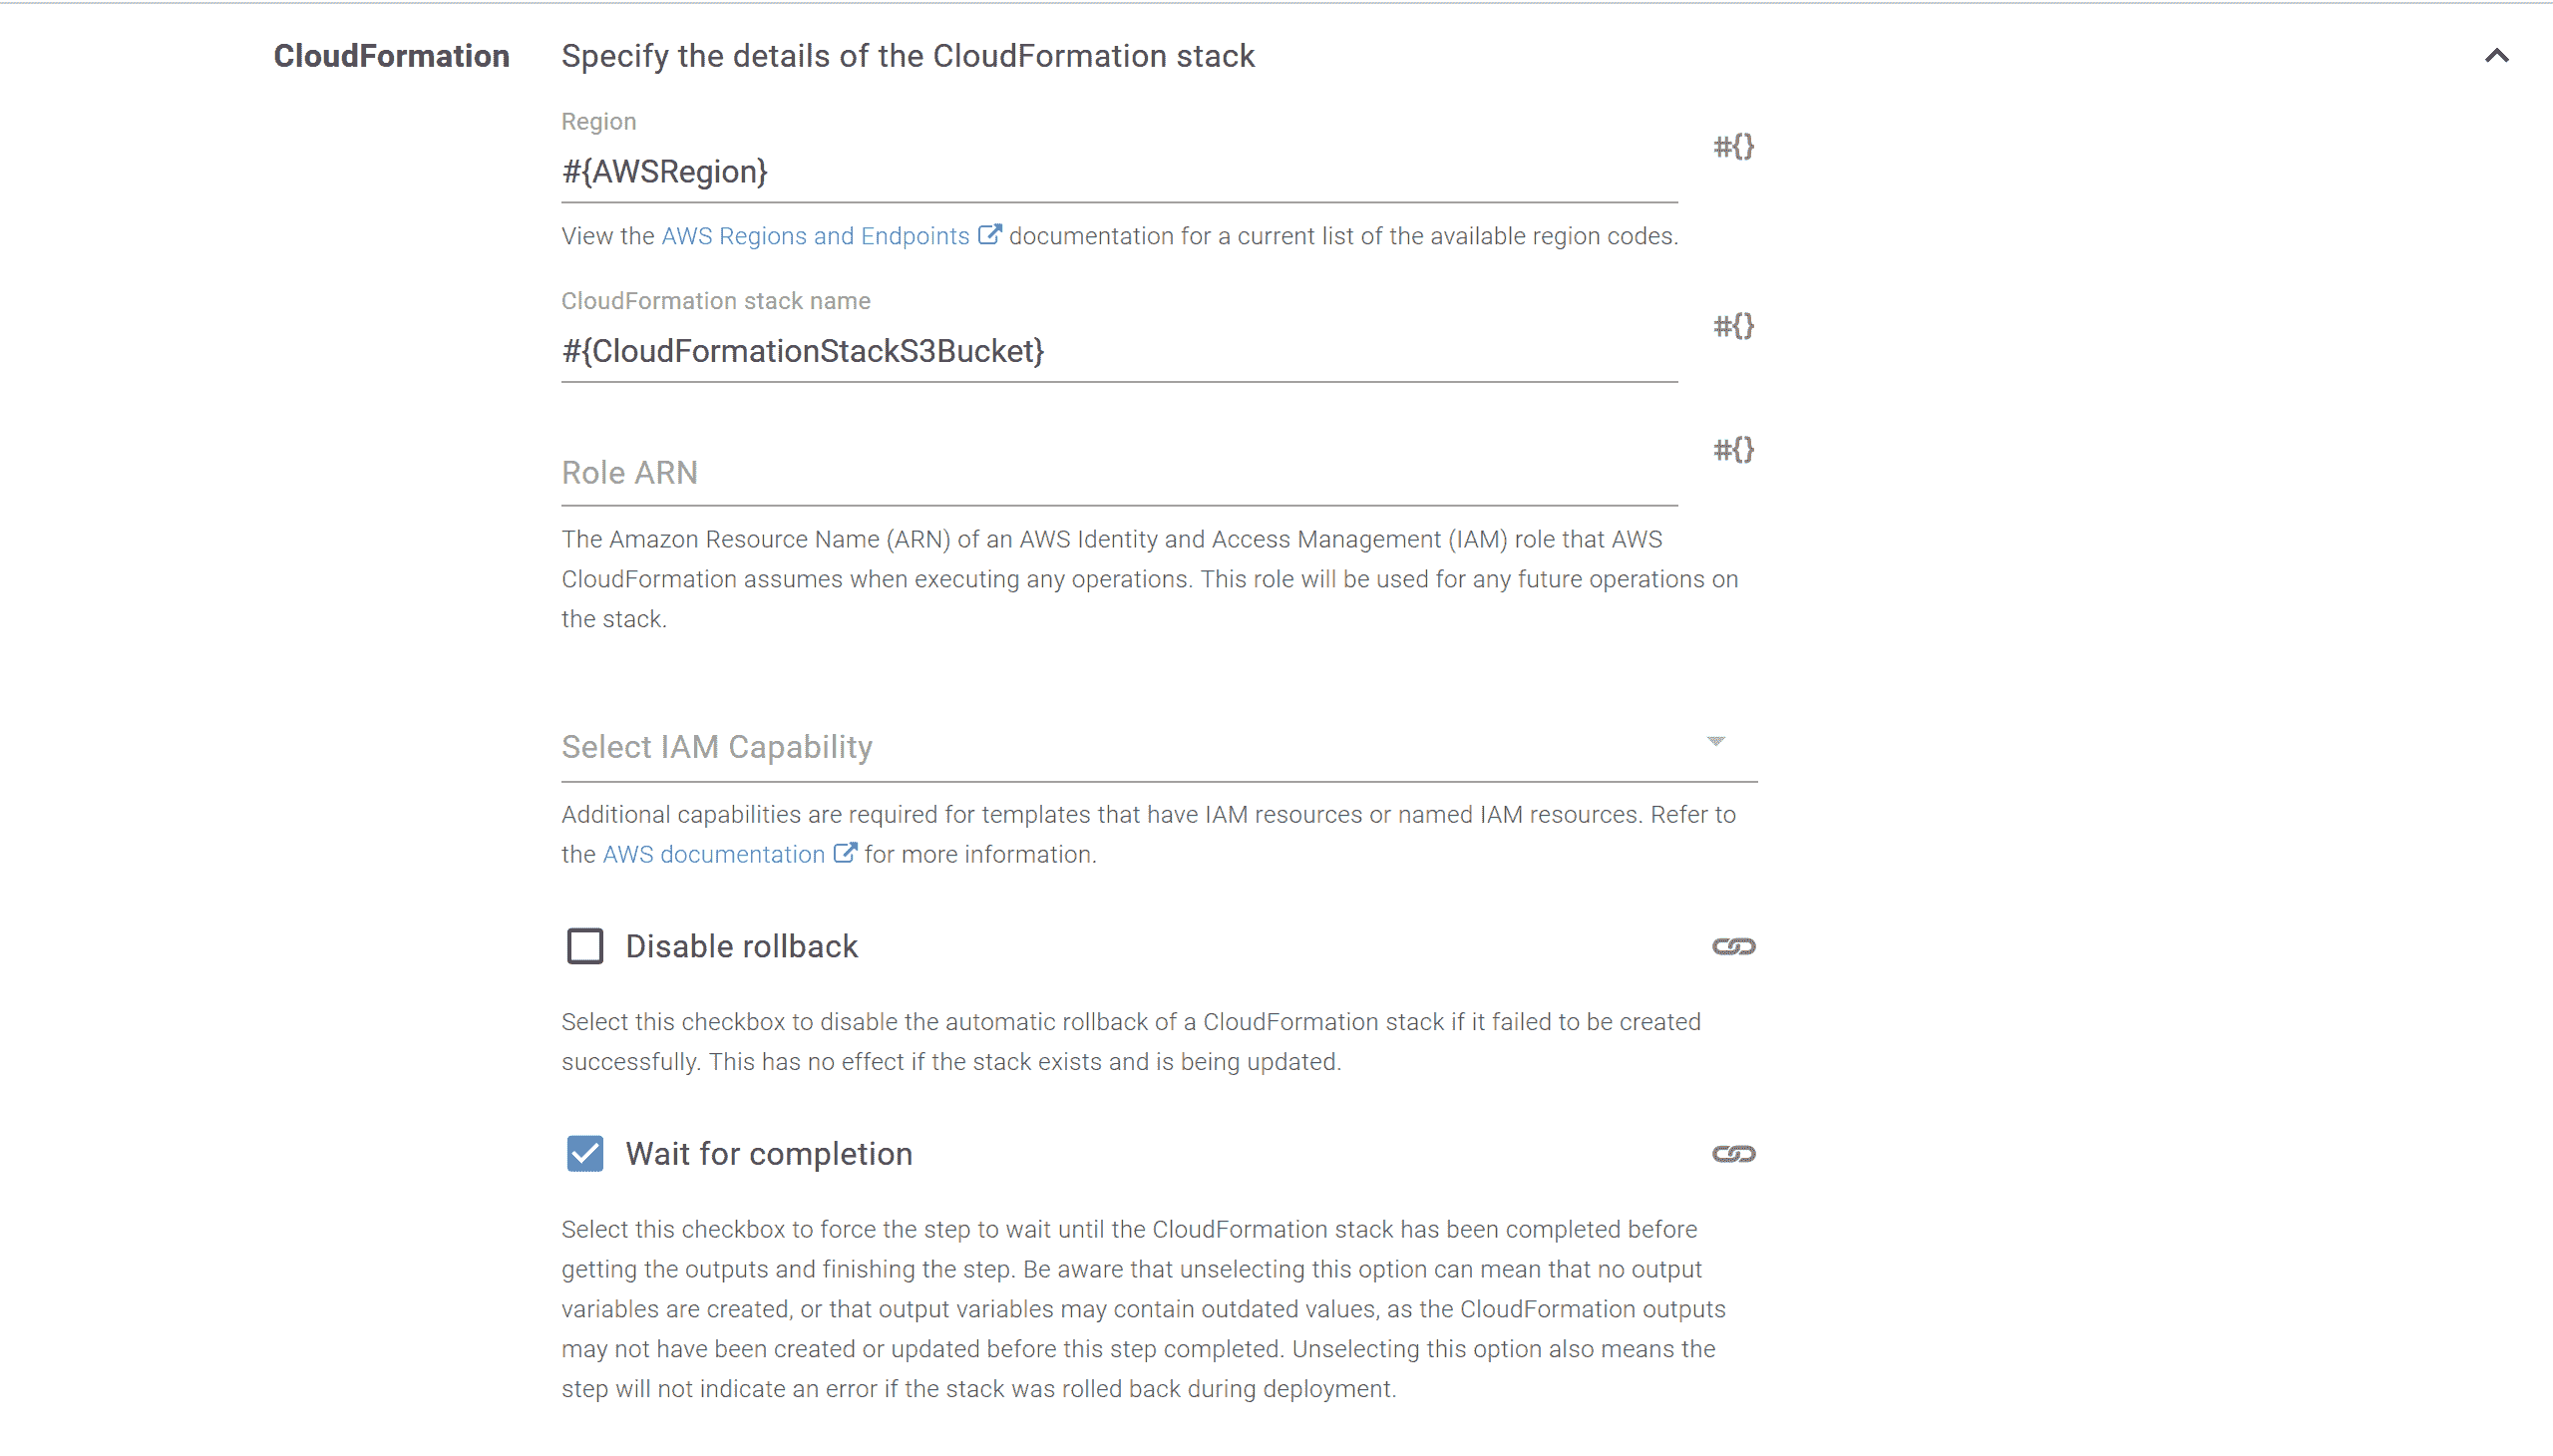 CloudFormation Specify the details of the CloudFormation stack
Region
#{AWSRegion}
#{}
View the AWS Regions and Endpoints documentation for a current list of the available region codes.
CloudFormation stack name
#{CloudFormationStackS3Bucket}
#{}
Role ARN
#{}
The Amazon Resource Name (ARN) of an AWS Identity and Access Management (IAM) role that AWS
CloudFormation assumes when executing any operations. This role will be used for any future operations on
the stack.
Select IAM Capability
Additional capabilities are required for templates that have IAM resources or named IAM resources. Refer to
the AWS documentation for more information.
Disable rollback
Select this checkbox to disable the automatic rollback of a CloudFormation stack if it failed to be created
successfully. This has no effect if the stack exists and is being updated.
Wait for completion
Select this checkbox to force the step to wait until the CloudFormation stack has been completed before
getting the outputs and finishing the step. Be aware that unselecting this option can mean that no output
variables are created, or that output variables may contain outdated values, as the CloudFormation outputs
may not have been created or updated before this step completed. Unselecting this option also means the
step will not indicate an error if the stack was rolled back during deployment.